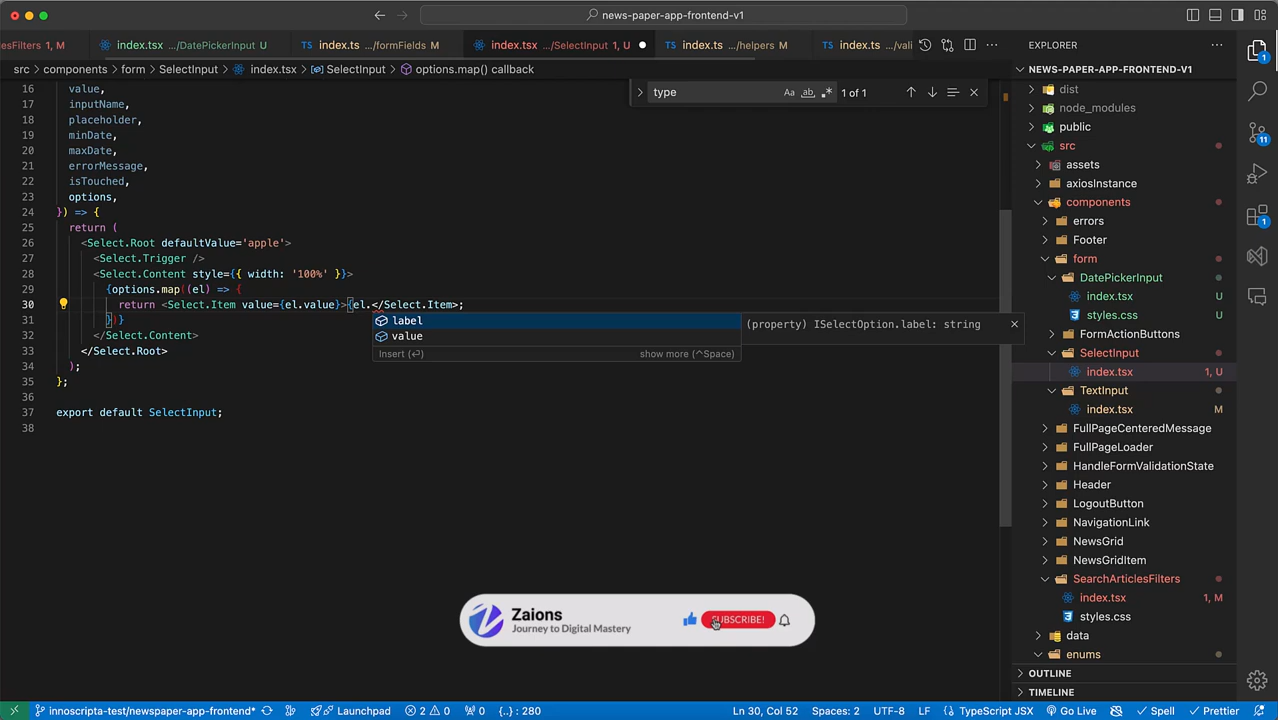 news-paper-app-frontend-v1
esFilters 1, M
index.tsx .../DatePickerInput U
TS index.ts .../formFields M
index.tsx .../SelectInput 1, U
TS index.ts .../helpers M
TS index.ts .../vali
EXPLORER
src > components > form > SelectInput > index.tsx > SelectInput > options.map() callback
NEWS-PAPER-APP-FRONTEND-V1
type
Aa ab .* 1 of 1
16 value,
17 inputName,
18 placeholder,
19 minDate,
20 maxDate,
21 errorMessage,
22 isTouched,
23 options,
24 }) => {
25 return (
26 <Select.Root defaultValue='apple'>
27 <Select.Trigger />
28 <Select.Content style={{ width: '100%' }}>
29 {options.map((el) => {
30 return <Select.Item value={el.value}>{el.</Select.Item>;
31 })}
32 </Select.Content>
33 </Select.Root>
34 );
35 };
36
37 export default SelectInput;
38
label
value
Insert (⏎) show more (^Space)
(property) ISelectOption.label: string
dist
node_modules
public
src
assets
axiosInstance
components
errors
Footer
form
DatePickerInput
index.tsx U
styles.css U
FormActionButtons
SelectInput
index.tsx 1, U
TextInput
index.tsx M
FullPageCenteredMessage
FullPageLoader
HandleFormValidationState
Header
LogoutButton
NavigationLink
NewsGrid
NewsGridItem
SearchArticlesFilters
index.tsx 1, M
styles.css
data
enums
OUTLINE
TIMELINE
1
11
1
Zaions
Journey to Digital Mastery
SUBSCRIBE!
innoscripta-test/newspaper-app-frontend* Launchpad 2 0 0 {..} : 280 Ln 30, Col 52 Spaces: 2 UTF-8 LF {} TypeScript JSX Go Live Spell Prettier